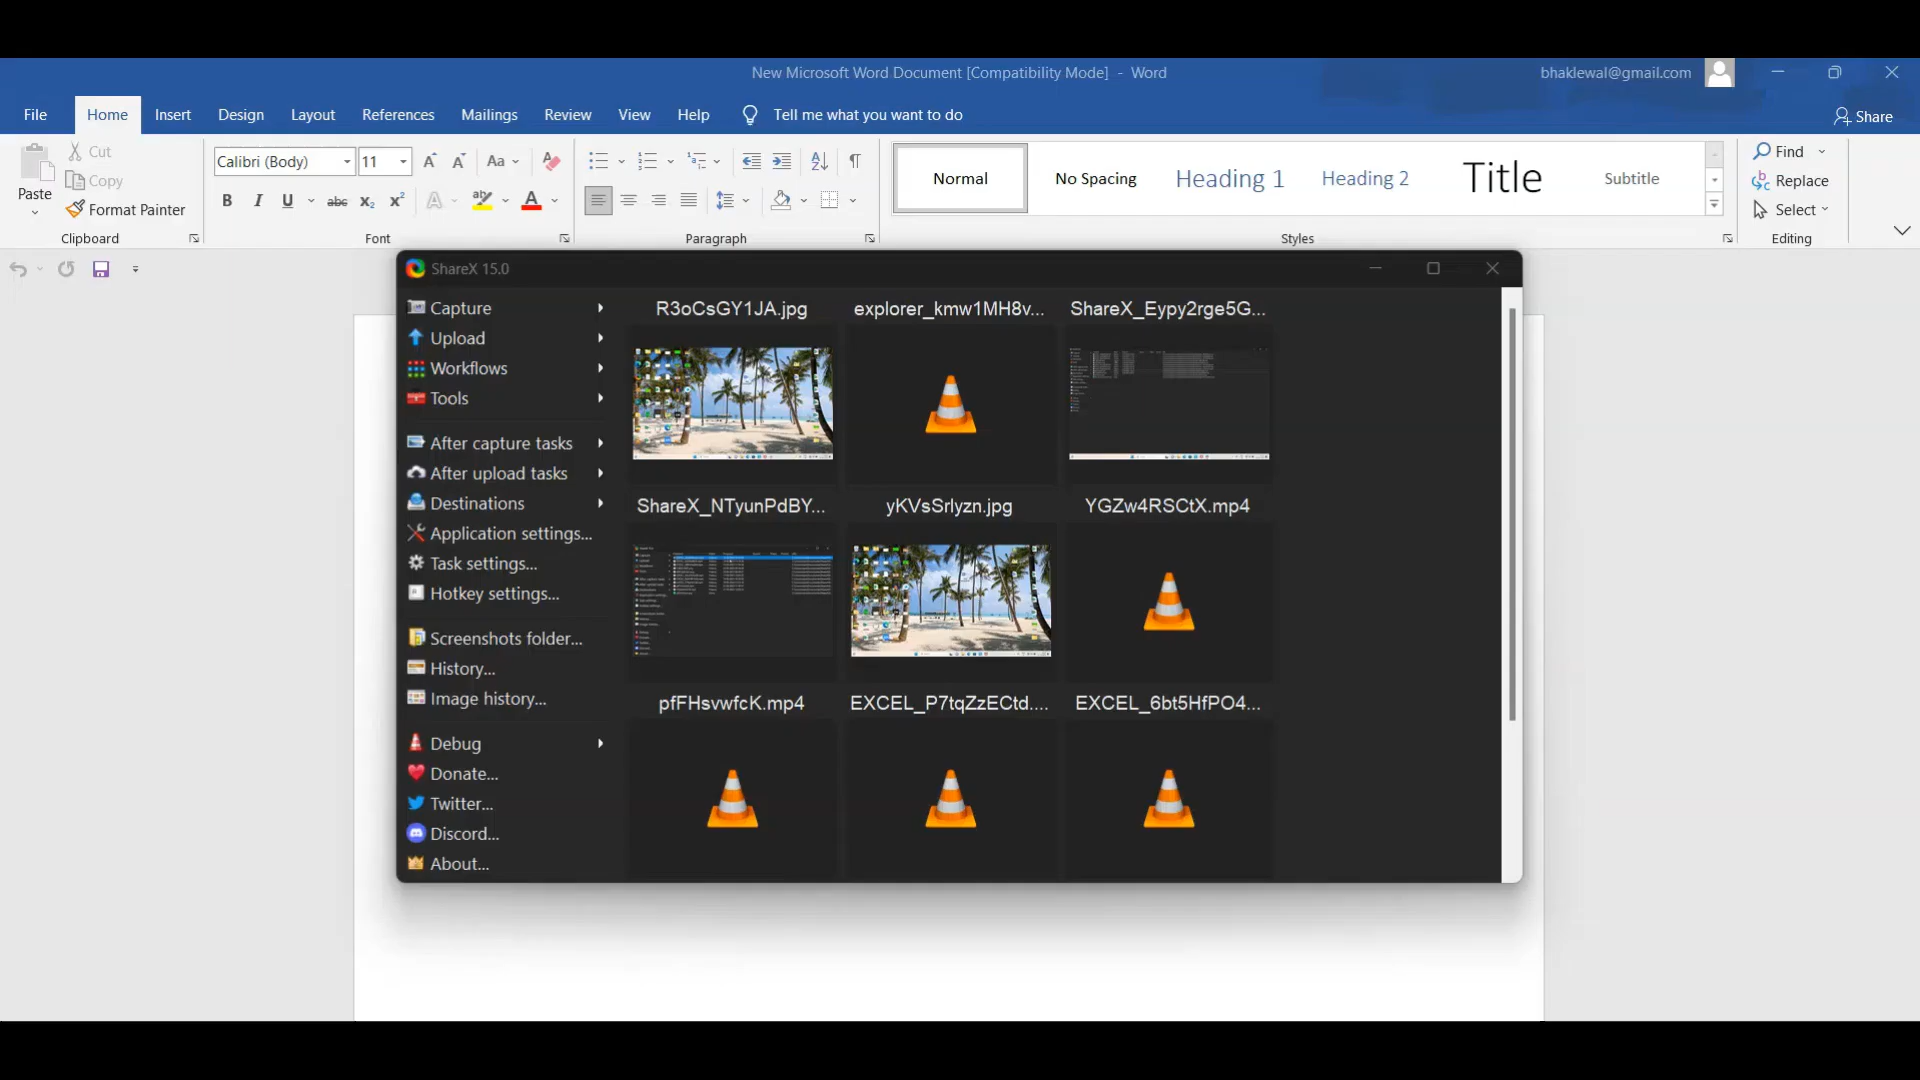 New Microsoft Word Document [Compatibility Mode] - Word
bhaklewal@gmail.com
File Home Insert Design Layout References Mailings Review View Help Tell me what you want to do
Share
Paste
Cut
Copy
Format Painter
Clipboard
Calibri (Body) 11
Aa
B I U abc x₂ x²
A ab A
Font
Paragraph
Normal
No Spacing
Heading 1
Heading 2
Title
Subtitle
Styles
Find
Replace
Select
Editing
ShareX 15.0
Capture
Upload
Workflows
Tools
After capture tasks
After upload tasks
Destinations
Application settings...
Task settings...
Hotkey settings...
Screenshots folder...
History...
Image history...
Debug
Donate...
Twitter...
Discord...
About...
R3oCsGY1JA.jpg
explorer_kmw1MH8v...
ShareX_Eypy2rge5G...
ShareX_NTyunPdBY...
yKVsSrlyzn.jpg
YGZw4RSCtX.mp4
pfFHsvwfcK.mp4
EXCEL_P7tqZzECtd....
EXCEL_6bt5HfPO4...